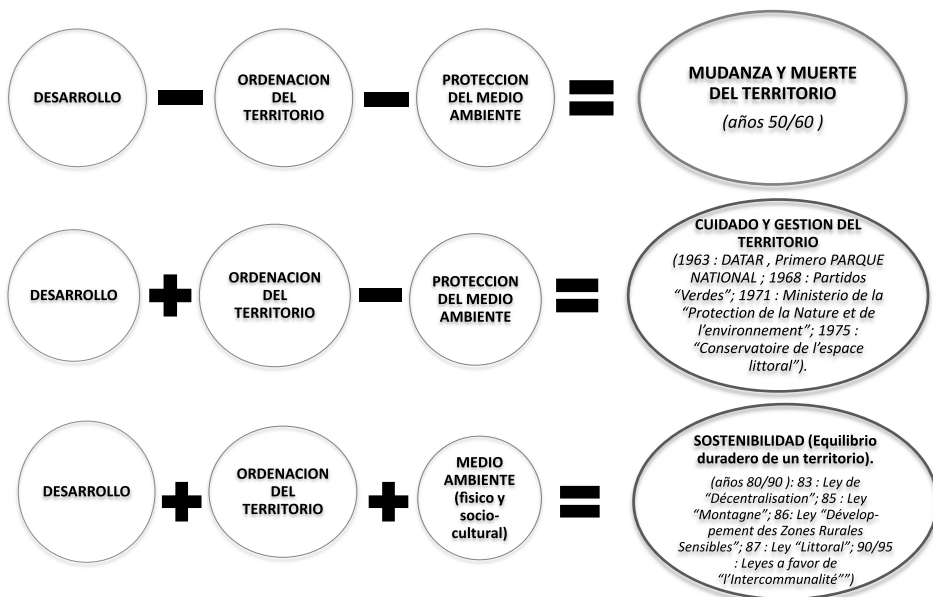 DESARROLLO
ORDENACION
DEL
TERRITORIO
PROTECCION
DEL MEDIO
AMBIENTE
MUDANZA Y MUERTE
DEL TERRITORIO
(años 50/60 )
DESARROLLO
ORDENACION
DEL
TERRITORIO
PROTECCION
DEL MEDIO
AMBIENTE
CUIDADO Y GESTION DEL
TERRITORIO
(1963 : DATAR , Primero PARQUE
NATIONAL ; 1968 : Partidos
“Verdes”; 1971 : Ministerio de la
“Protection de la Nature et de
l’environnement”; 1975 :
“Conservatoire de l’espace
littoral”).
DESARROLLO
ORDENACION
DEL
TERRITORIO
MEDIO
AMBIENTE
(fisico y
socio-
cultural)
SOSTENIBILIDAD (Equilibrio
duradero de un territorio).
(años 80/90 ): 83 : Ley de
“Décentralisation”; 85 : Ley
“Montagne”; 86: Ley “Dévelop-
pement des Zones Rurales
Sensibles”; 87 : Ley “Littoral”; 90/95
: Leyes a favor de
“l’Intercommunalité””)